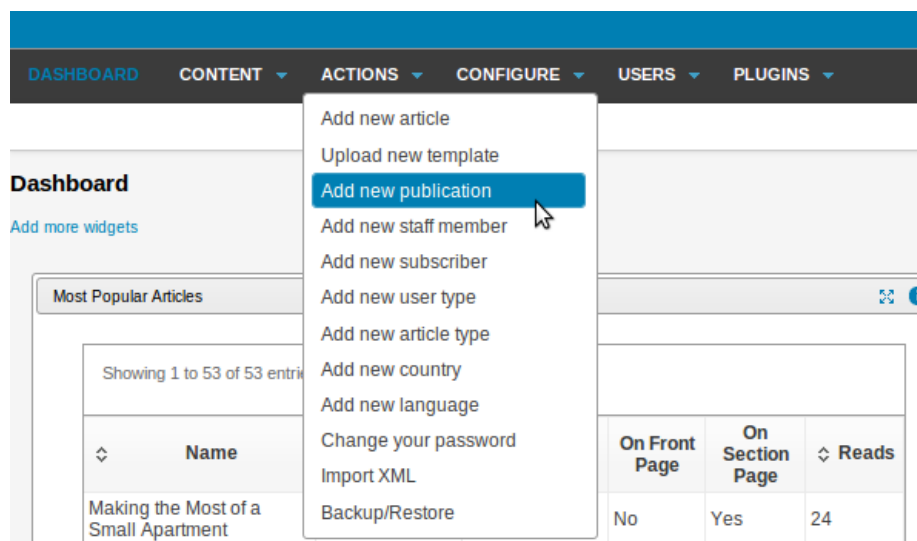 DASHBOARD CONTENT ACTIONS CONFIGURE USERS PLUGINS
Add new article
Upload new template
Add new publication
Add new staff member
Add new subscriber
Add new user type
Add new article type
Add new country
Add new language
Change your password
Import XML
Backup/Restore
Dashboard
Add more widgets
Most Popular Articles
Showing 1 to 53 of 53
Name
On Front
Page
On
Section
Page
Reads
Making the Most of a
Small Apartment
No Yes 24